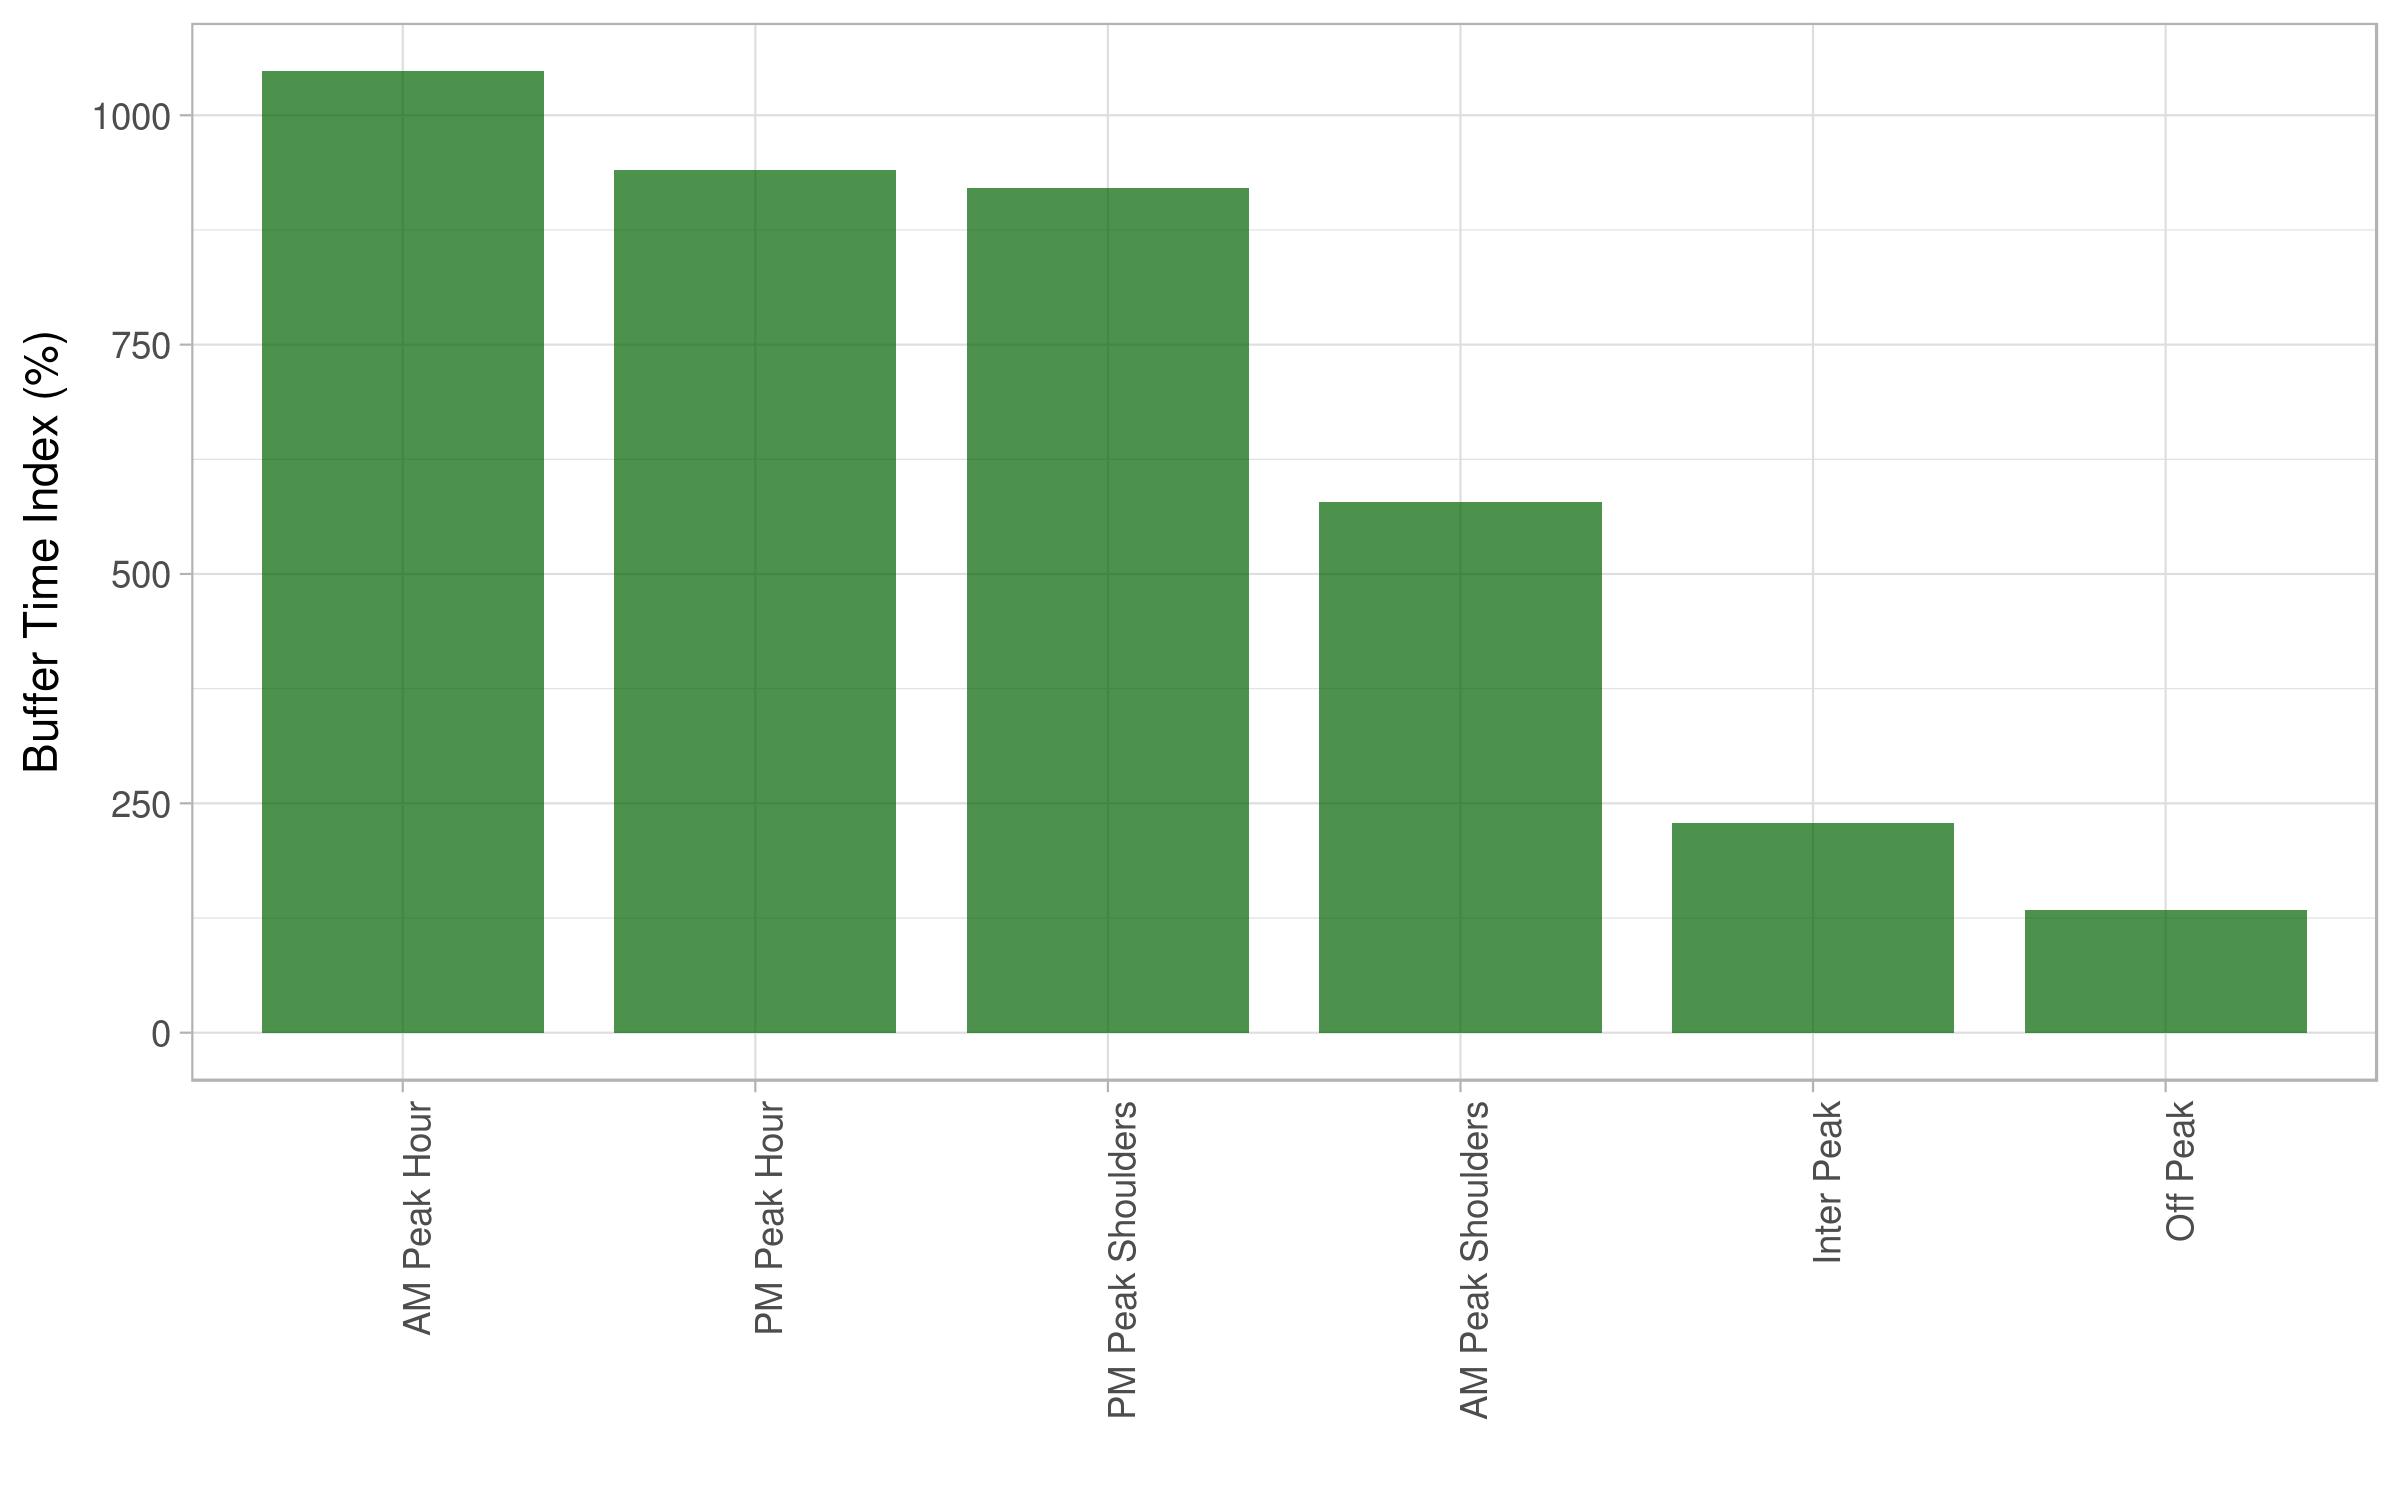 Buffer Time Index (%)
1000
750
500
250
0
AM Peak Hour
PM Peak Hour
PM Peak Shoulders
AM Peak Shoulders
Inter Peak
Off Peak